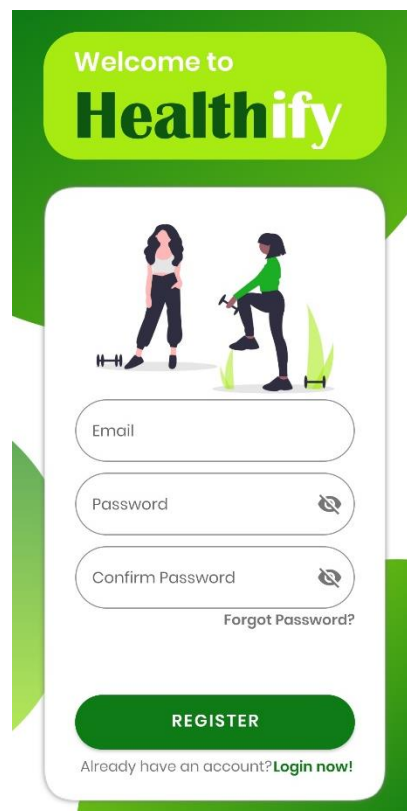 Welcome to
Healthify
Email
Password
Confirm Password
Forgot Password?
REGISTER
Already have an account?Login now!